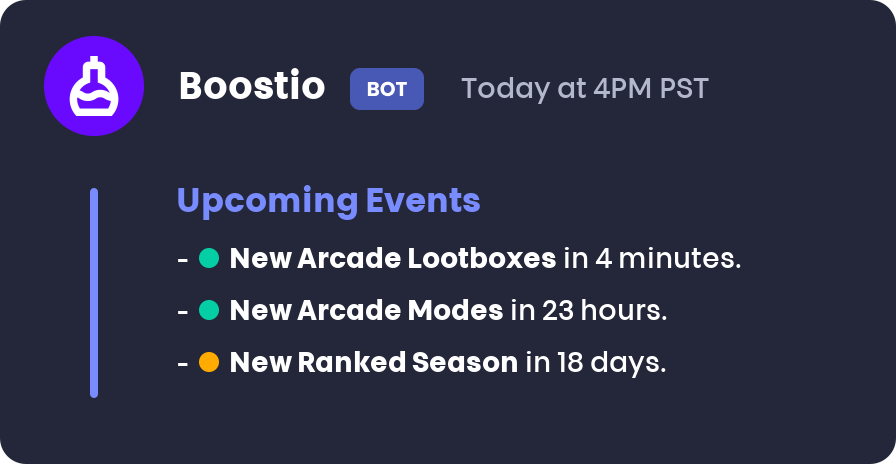 Boostio BOT Today at 4PM PST
Upcoming Events
- New Arcade Lootboxes in 4 minutes.
- New Arcade Modes in 23 hours.
- New Ranked Season in 18 days.